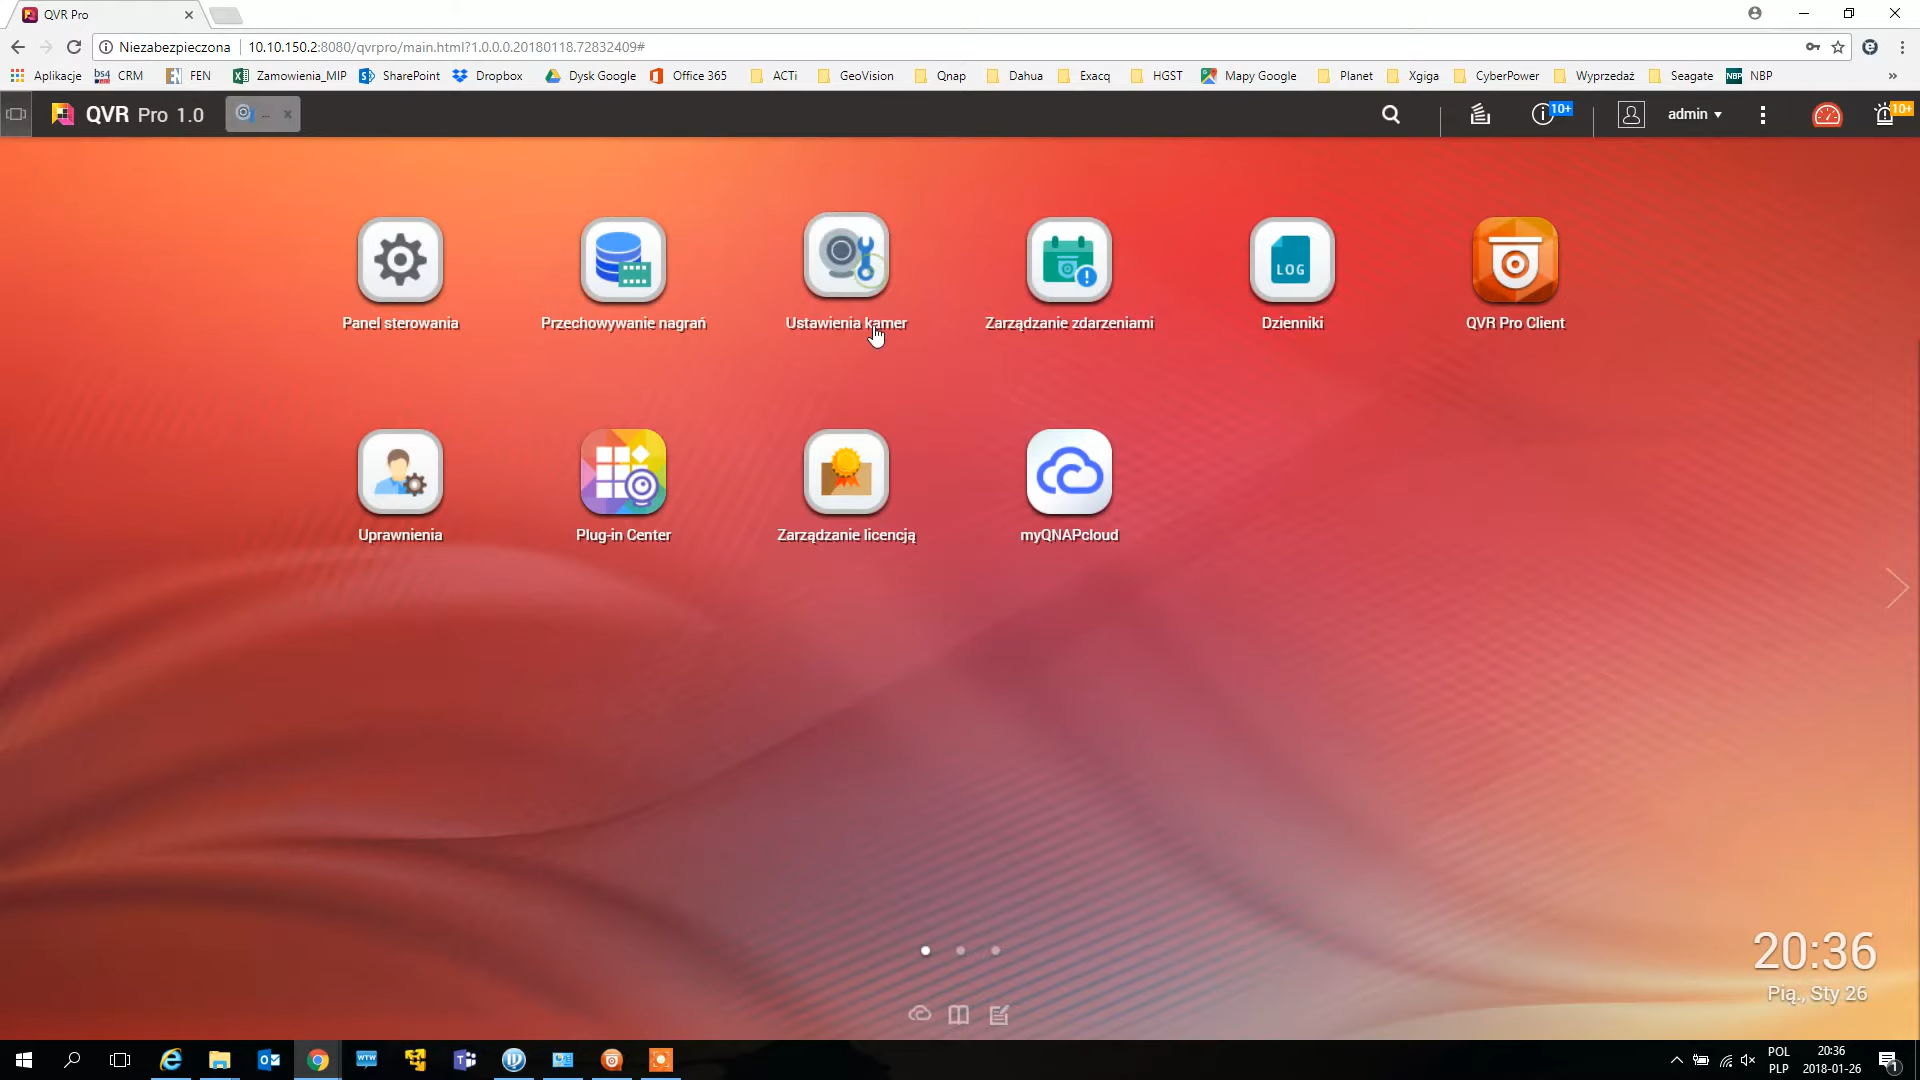 QVR Pro
Niezabezpieczona 10.10.150.2:8080/qvrpro/main.html?1.0.0.0.20180118.72832409#
Aplikacje bs4 CRM FEN Zamowienia_MIP SharePoint Dropbox Dysk Google Office 365 ACTi GeoVision Qnap Dahua Exacq HGST Mapy Google Planet Xgiga CyberPower Wyprzedaż Seagate NBP NBP »
QVR Pro 1.0 ... 10+ admin 10+
Panel sterowania Przechowywanie nagrań Ustawienia kamer Zarządzanie zdarzeniami LOG Dzienniki QVR Pro Client
Uprawnienia Plug-in Center Zarządzanie licencją myQNAPcloud
20:36
Pią., Sty 26
WTW POL 20:36
PLP 2018-01-26 1